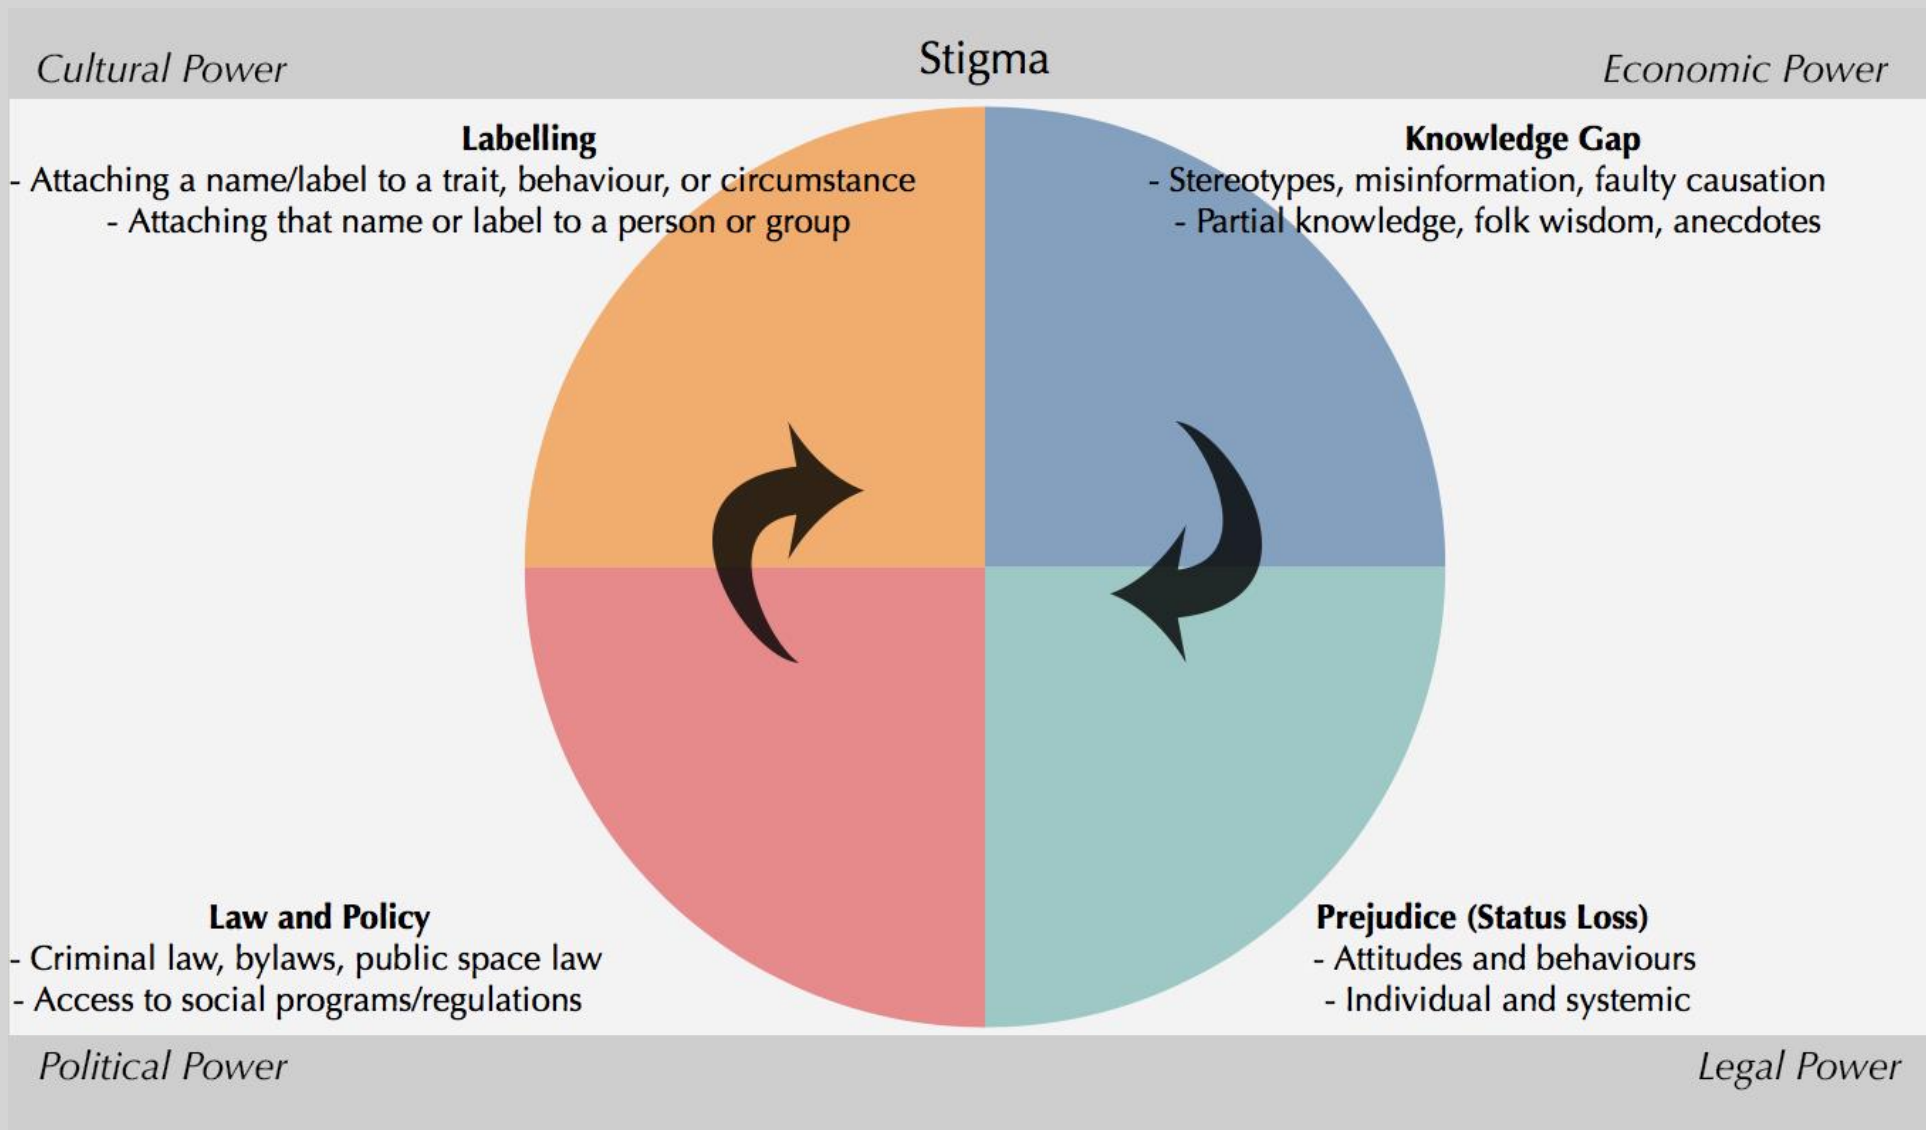 Cultural Power
Stigma
Economic Power
Labelling
- Attaching a name/label to a trait, behaviour, or circumstance
- Attaching that name or label to a person or group
Knowledge Gap
- Stereotypes, misinformation, faulty causation
- Partial knowledge, folk wisdom, anecdotes
Law and Policy
- Criminal law, bylaws, public space law
- Access to social programs/regulations
Prejudice (Status Loss)
- Attitudes and behaviours
- Individual and systemic
Political Power
Legal Power